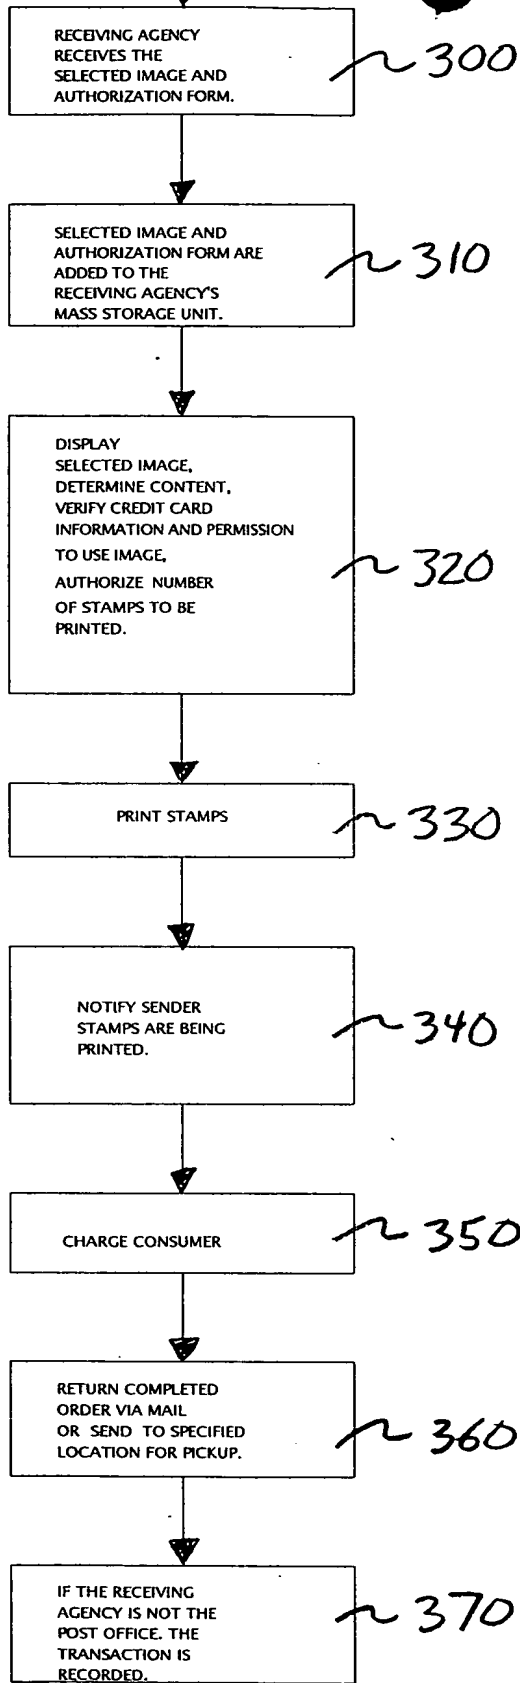 RECEIVING AGENCY
RECEIVES THE
SELECTED IMAGE AND
AUTHORIZATION FORM.
300
SELECTED IMAGE AND
AUTHORIZATION FORM ARE
ADDED TO THE
RECEIVING AGENCY'S
MASS STORAGE UNIT.
310
DISPLAY
SELECTED IMAGE,
DETERMINE CONTENT,
VERIFY CREDIT CARD
INFORMATION AND PERMISSION
TO USE IMAGE,
AUTHORIZE NUMBER
OF STAMPS TO BE
PRINTED.
320
PRINT STAMPS
330
NOTIFY SENDER
STAMPS ARE BEING
PRINTED.
340
CHARGE CONSUMER
350
RETURN COMPLETED
ORDER VIA MAIL
OR SEND TO SPECIFIED
LOCATION FOR PICKUP.
360
IF THE RECEIVING
AGENCY IS NOT THE
POST OFFICE. THE
TRANSACTION IS
RECORDED.
370